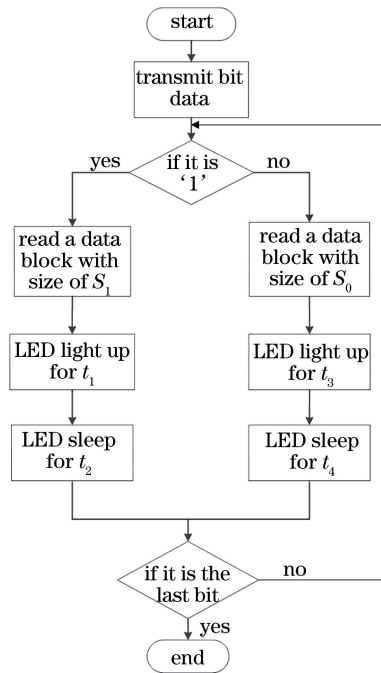 start
transmit bit
data
if it is
‘1’
yes
no
read a data
block with
size of S₁
read a data
block with
size of S₀
LED light up
for t₁
LED light up
for t₃
LED sleep
for t₂
LED sleep
for t₄
if it is the
last bit
no
yes
end